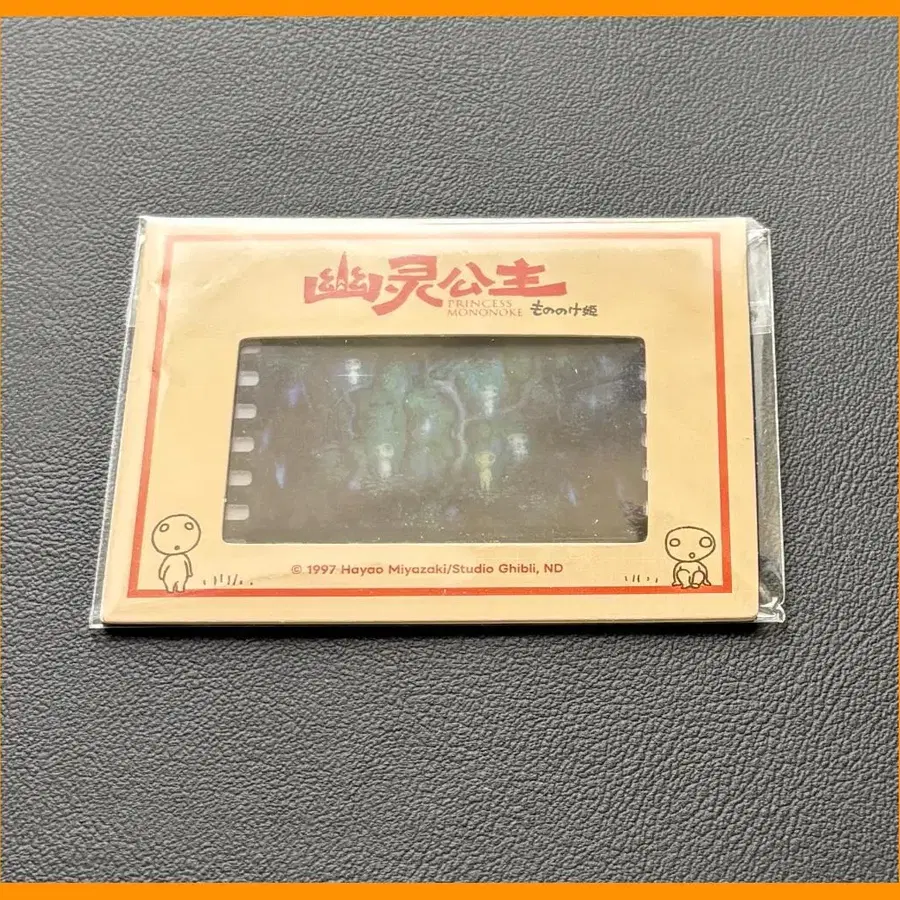 幽灵公主
PRINCESS
MONONOKE もののけ姫
© 1997 Hayao Miyazaki/Studio Ghibli, ND